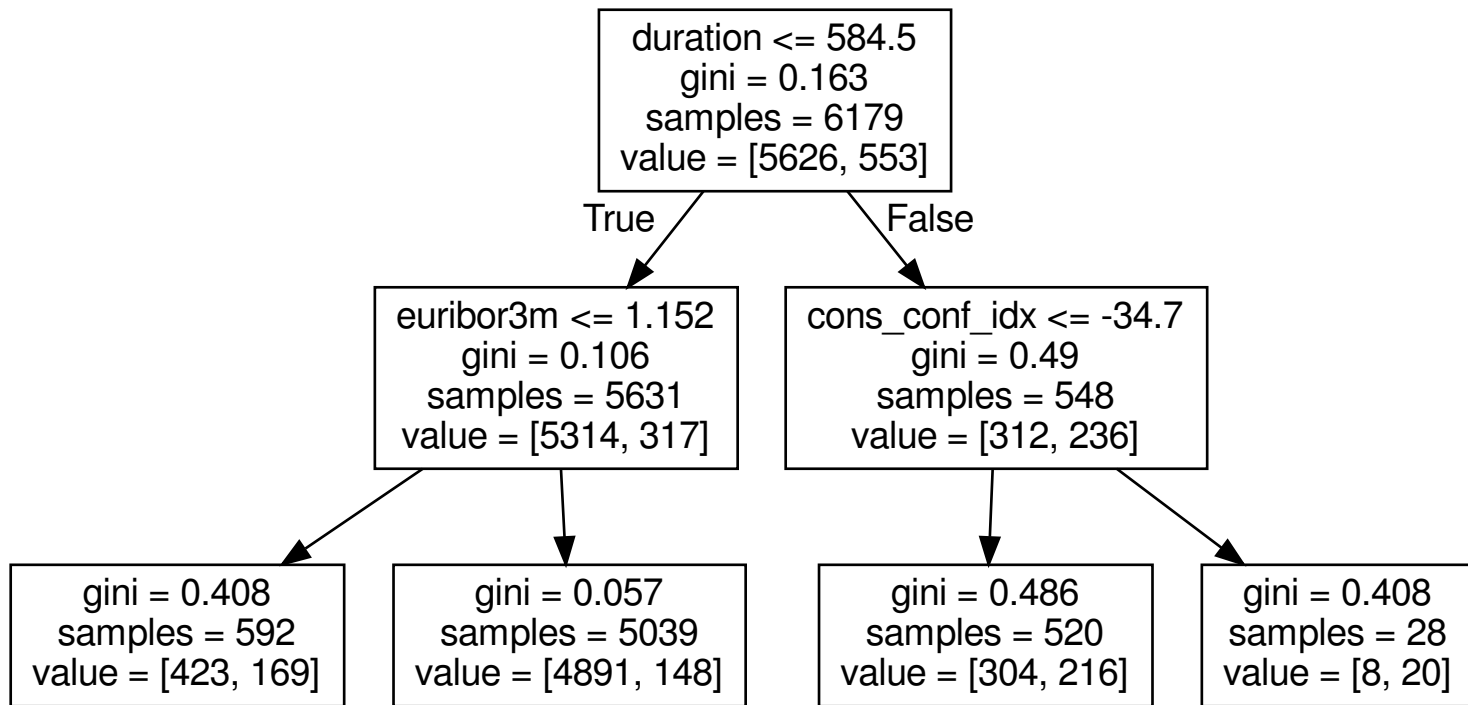 duration <= 584.5
gini = 0.163
samples = 6179
value = [5626, 553]
True
False
euribor3m <= 1.152
gini = 0.106
samples = 5631
value = [5314, 317]
cons_conf_idx <= -34.7
gini = 0.49
samples = 548
value = [312, 236]
gini = 0.408
samples = 592
value = [423, 169]
gini = 0.057
samples = 5039
value = [4891, 148]
gini = 0.486
samples = 520
value = [304, 216]
gini = 0.408
samples = 28
value = [8, 20]